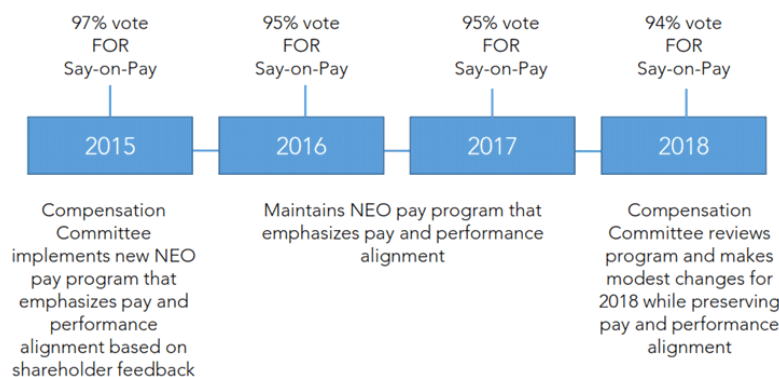 97% vote
FOR
Say-on-Pay
95% vote
FOR
Say-on-Pay
95% vote
FOR
Say-on-Pay
94% vote
FOR
Say-on-Pay
2015
2016
2017
2018
Compensation
Committee
implements new NEO
pay program that
emphasizes pay and
performance
alignment based on
shareholder feedback
Maintains NEO pay program that
emphasizes pay and performance
alignment
Compensation
Committee reviews
program and makes
modest changes for
2018 while preserving
pay and performance
alignment